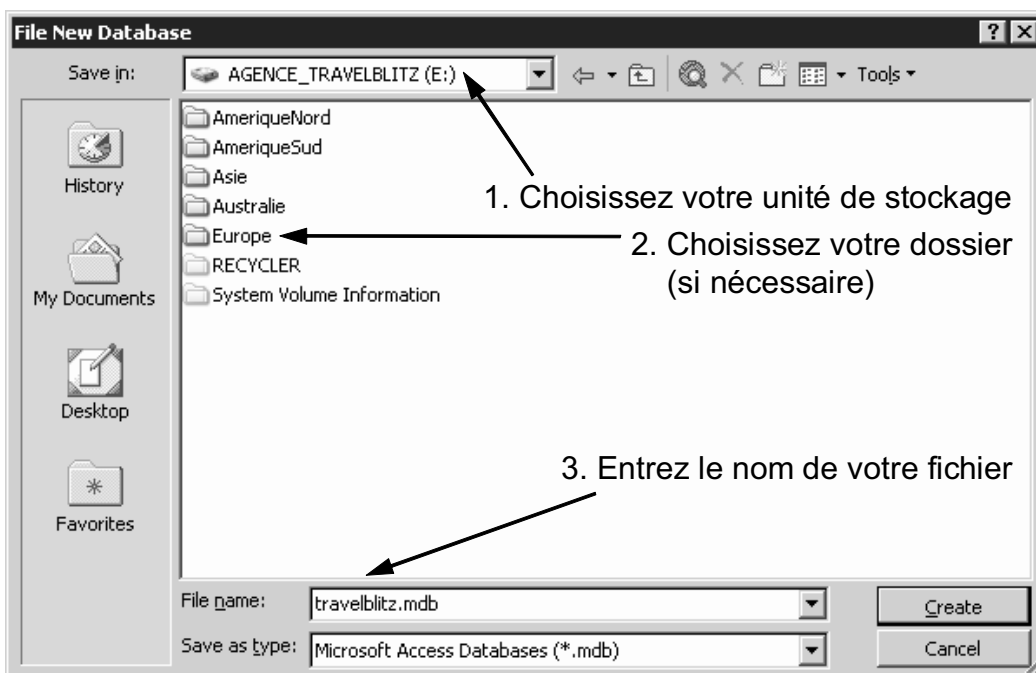 File New Database
Save in:
AGENCE_TRAVELBLITZ (E:)
Tools
History
My Documents
Desktop
Favorites
AmeriqueNord
AmeriqueSud
Asie
Australie
Europe
RECYCLER
System Volume Information
1. Choisissez votre unité de stockage
2. Choisissez votre dossier
(si nécessaire)
3. Entrez le nom de votre fichier
File name:
travelblitz.mdb
Create
Save as type:
Microsoft Access Databases (*.mdb)
Cancel